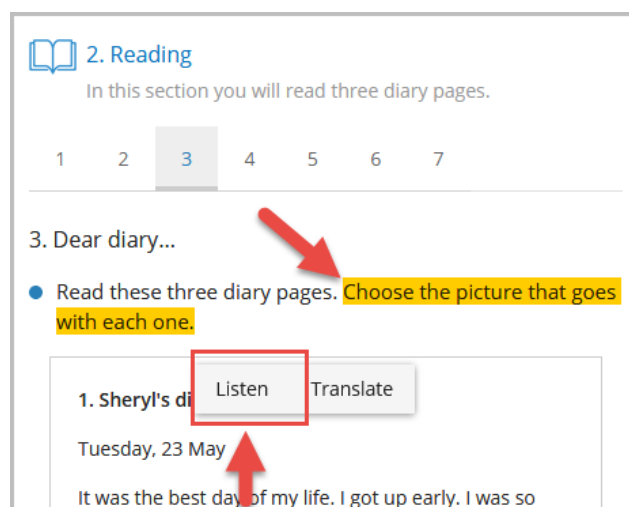 2. Reading
In this section you will read three diary pages.
1 2 3 4 5 6 7
3. Dear diary...
Read these three diary pages. Choose the picture that goes
with each one.
Listen Translate
1. Sheryl's di
Tuesday, 23 May
It was the best day of my life. I got up early. I was so